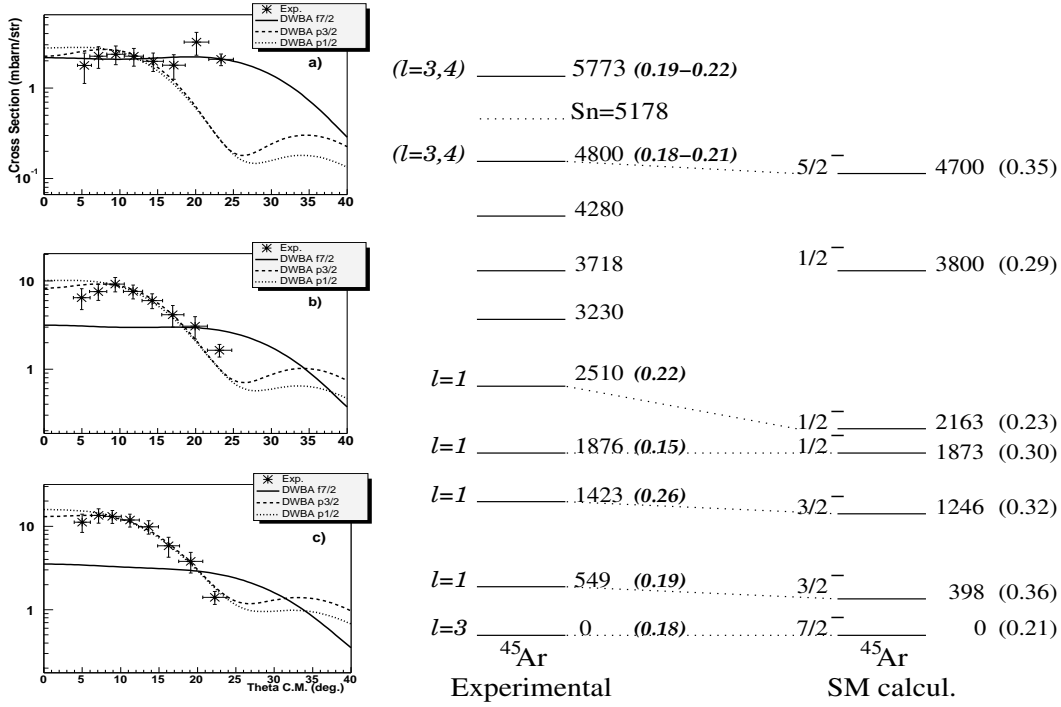 Cross Section (mbarn/str)
Exp.
DWBA f7/2
DWBA p3/2
DWBA p1/2
a)
1
10⁻¹
0 5 10 15 20 25 30 35 40
Exp.
DWBA f7/2
DWBA p3/2
DWBA p1/2
b)
10
1
0 5 10 15 20 25 30 35 40
Exp.
DWBA f7/2
DWBA p3/2
DWBA p1/2
c)
10
1
0 5 10 15 20 25 30 35 40
Theta C.M. (deg.)
(l=3,4) 5773 (0.19−0.22)
Sn=5178
(l=3,4) 4800 (0.18−0.21)
4280
3718
3230
l=1 2510 (0.22)
l=1 1876 (0.15)
l=1 1423 (0.26)
l=1 549 (0.19)
l=3 0 (0.18)
⁴⁵Ar
Experimental
5/2⁻ 4700 (0.35)
1/2⁻ 3800 (0.29)
1/2⁻ 2163 (0.23)
1/2⁻ 1873 (0.30)
3/2⁻ 1246 (0.32)
3/2⁻ 398 (0.36)
7/2⁻ 0 (0.21)
⁴⁵Ar
SM calcul.